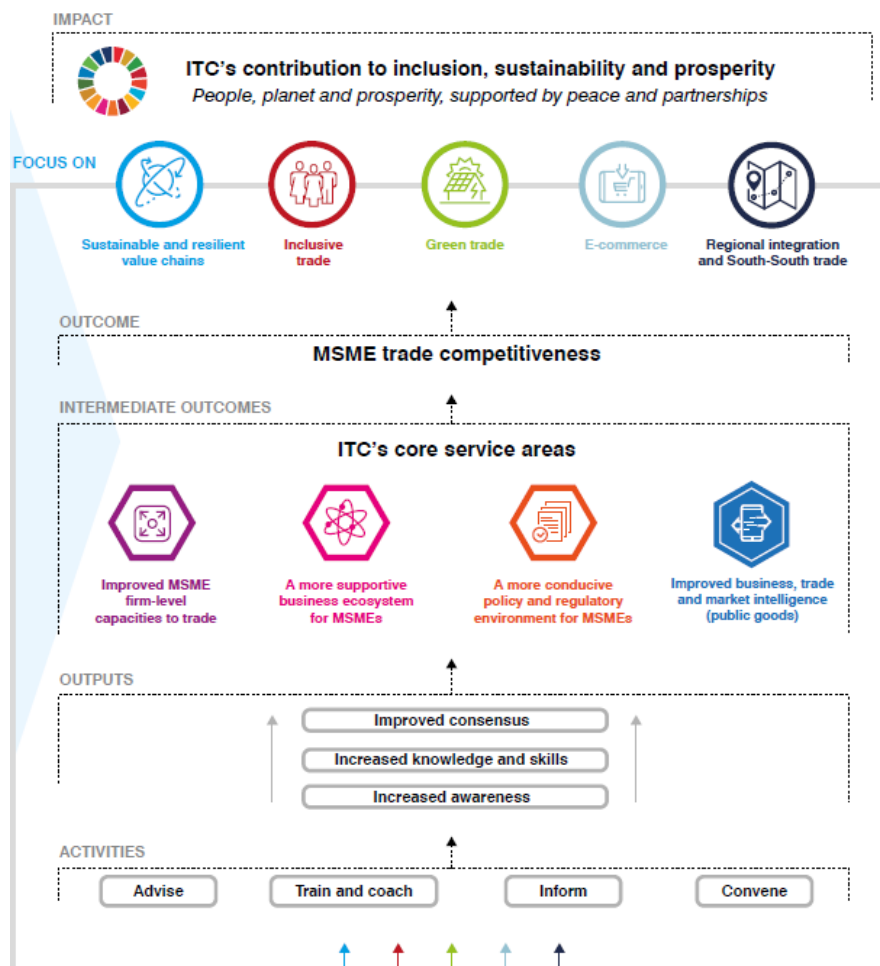 IMPACT
ITC's contribution to inclusion, sustainability and prosperity
People, planet and prosperity, supported by peace and partnerships
FOCUS ON
Sustainable and resilient
value chains
Inclusive
trade
Green trade
E-commerce
Regional integration
and South-South trade
OUTCOME
MSME trade competitiveness
INTERMEDIATE OUTCOMES
ITC's core service areas
Improved MSME
firm-level
capacities to trade
A more supportive
business ecosystem
for MSMEs
A more conducive
policy and regulatory
environment for MSMEs
Improved business, trade
and market intelligence
(public goods)
OUTPUTS
Improved consensus
Increased knowledge and skills
Increased awareness
ACTIVITIES
Advise
Train and coach
Inform
Convene